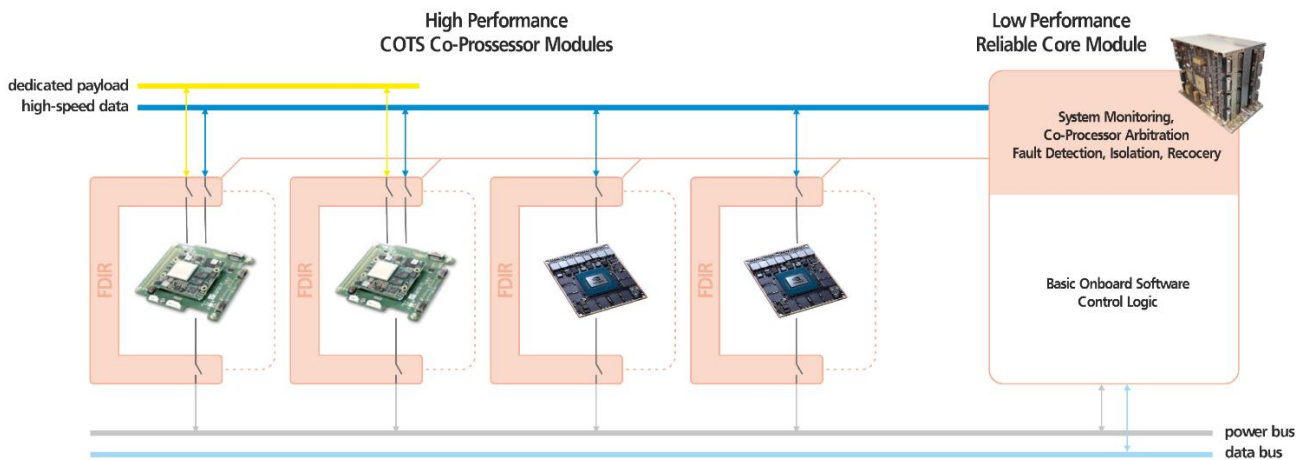 High Performance
COTS Co-Prossessor Modules
Low Performance
Reliable Core Module
dedicated payload
high-speed data
System Monitoring,
Co-Processor Arbitration
Fault Detection, Isolation, Recocery
FDIR
FDIR
FDIR
FDIR
Basic Onboard Software
Control Logic
power bus
data bus